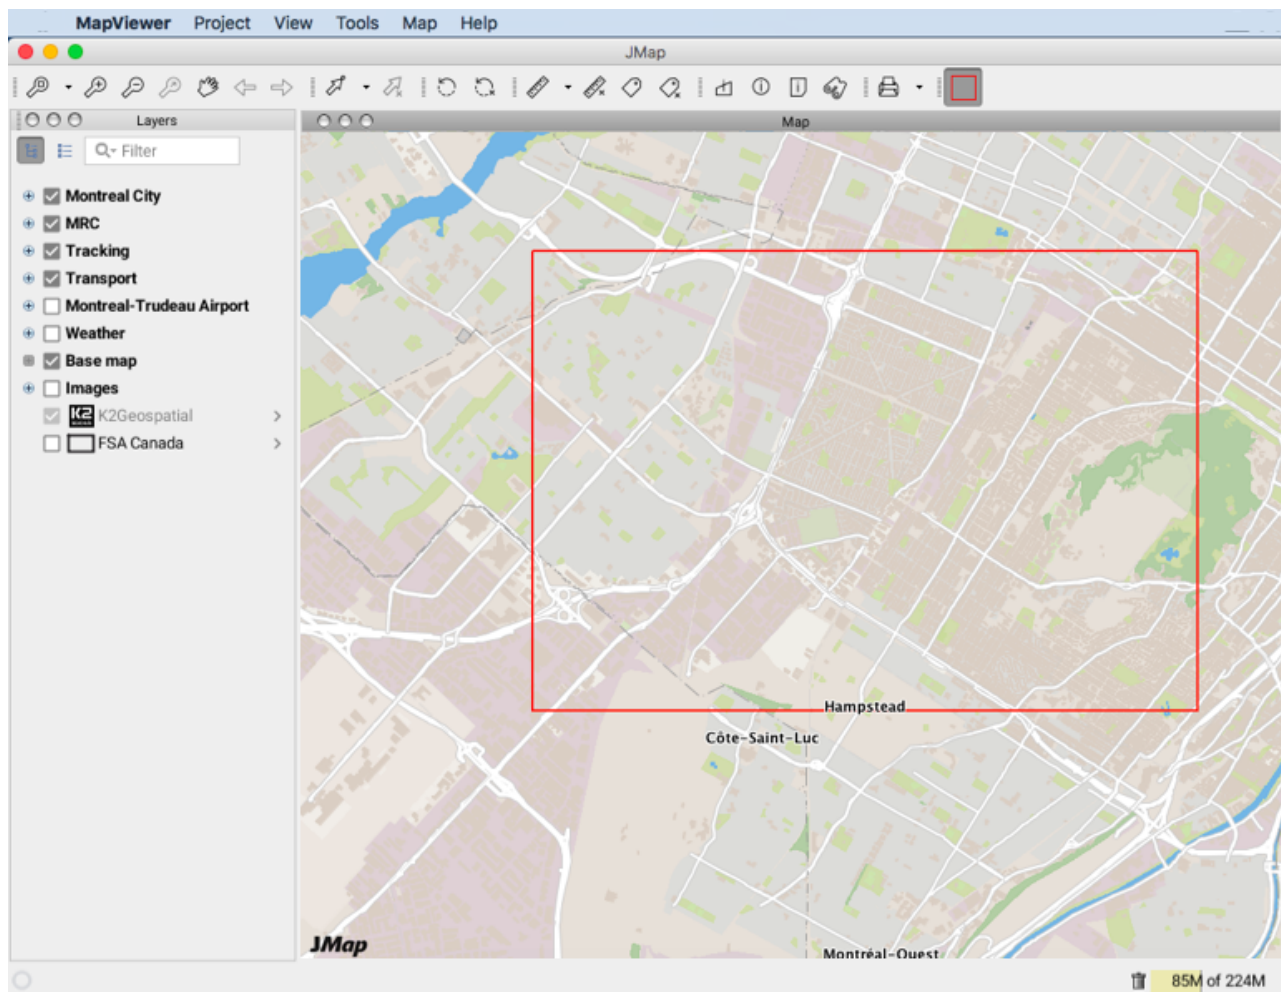 MapViewer Project View Tools Map Help
JMap
Layers
Map
Filter
Montreal City
MRC
Tracking
Transport
Montreal-Trudeau Airport
Weather
Base map
Images
K2 K2Geospatial
FSA Canada
Hampstead
Côte-Saint-Luc
JMap
Montréal-Ouest
85M of 224M